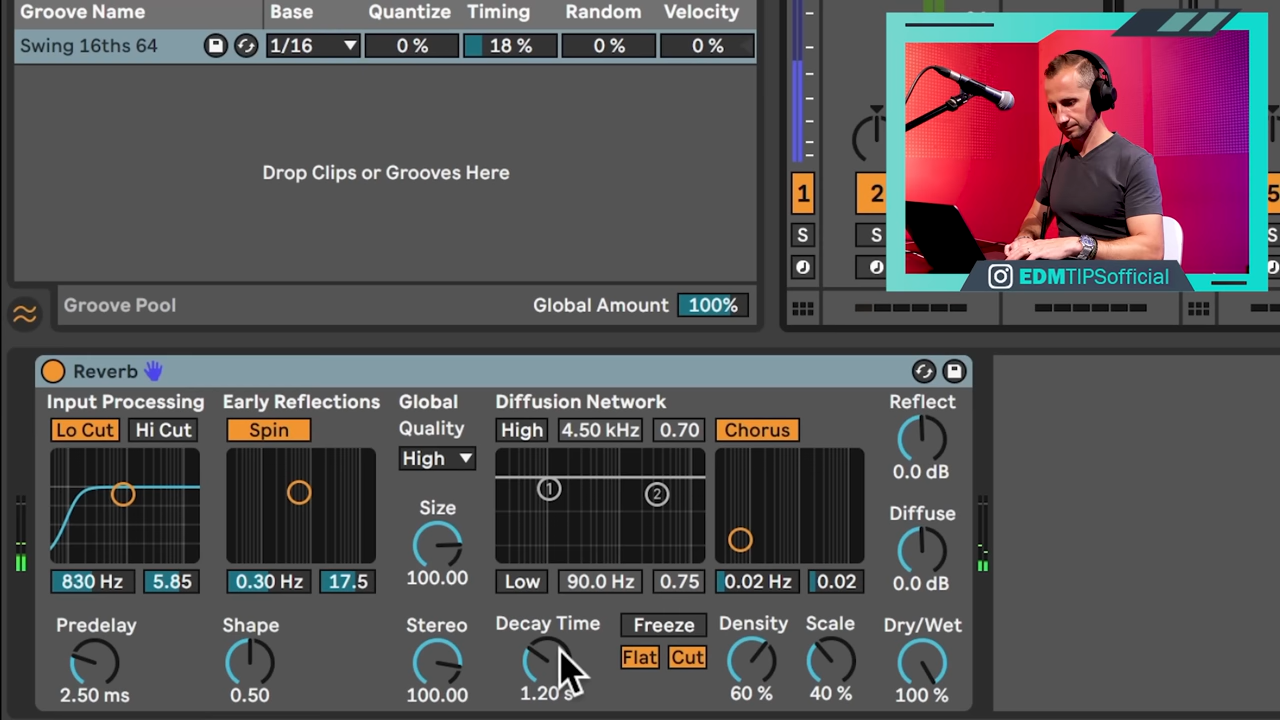 Groove Name Base Quantize Timing Random Velocity
Swing 16ths 64 1/16 0 % 18 % 0 % 0 %
Drop Clips or Grooves Here
Groove Pool Global Amount 100%
1 2 5
S S S
EDMTIPSofficial
Reverb
Input Processing Early Reflections Global Diffusion Network Reflect
Lo Cut Hi Cut Spin Quality High 4.50 kHz 0.70 Chorus
High 0.0 dB
1 2
Size Diffuse
100.00 0.0 dB
830 Hz 5.85 0.30 Hz 17.5 Low 90.0 Hz 0.75 0.02 Hz 0.02
Predelay Shape Stereo Decay Time Freeze Density Scale Dry/Wet
Flat Cut
2.50 ms 0.50 100.00 1.20 s 60 % 40 % 100 %